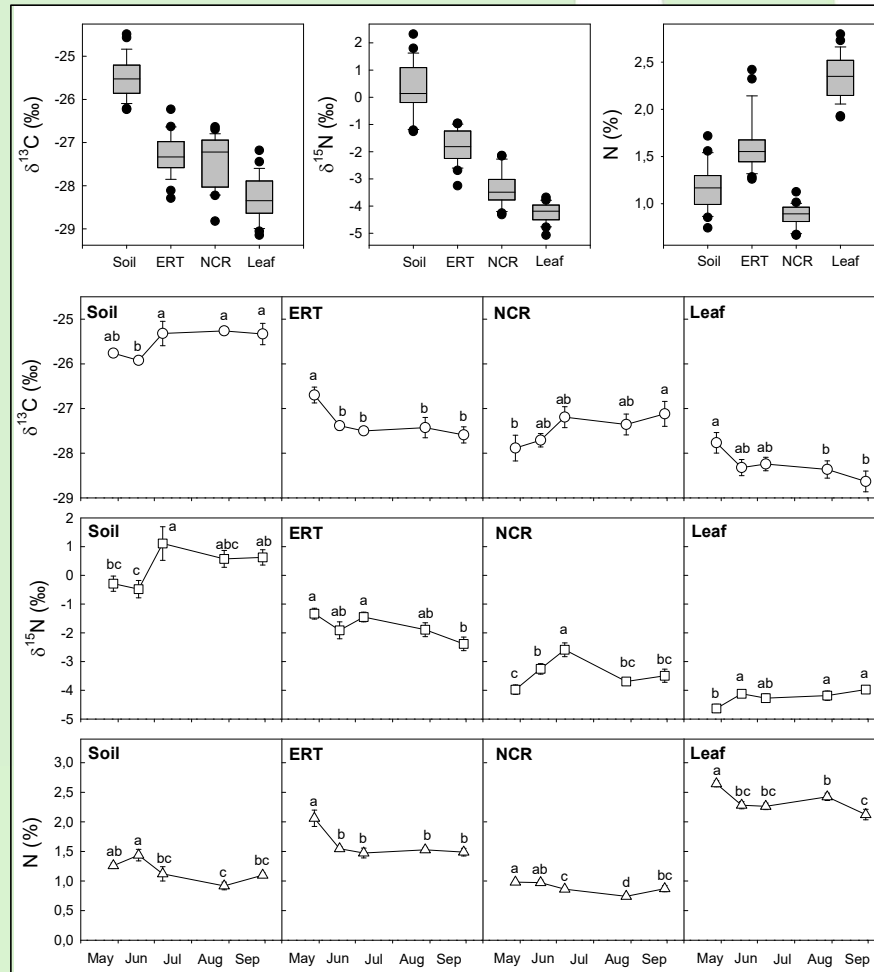 δ13C (‰)
-25
-26
-27
-28
-29
Soil ERT NCR Leaf
δ15N (‰)
2
1
0
-1
-2
-3
-4
-5
Soil ERT NCR Leaf
N (%)
2,5
2,0
1,5
1,0
Soil ERT NCR Leaf
δ13C (‰)
-25
-26
-27
-28
-29
Soil
ab b a a a
ERT
a b b b b
NCR
b ab ab ab a
Leaf
a ab ab b b
δ15N (‰)
2
1
0
-1
-2
-3
-4
-5
Soil
bc c a abc ab
ERT
a ab a ab b
NCR
c b a bc bc
Leaf
b a ab a a
N (%)
3,0
2,5
2,0
1,5
1,0
0,5
0,0
Soil
ab a bc c bc
ERT
a b b b b
NCR
a ab c d bc
Leaf
a bc bc b c
May Jun Jul Aug Sep May Jun Jul Aug Sep May Jun Jul Aug Sep May Jun Jul Aug Sep